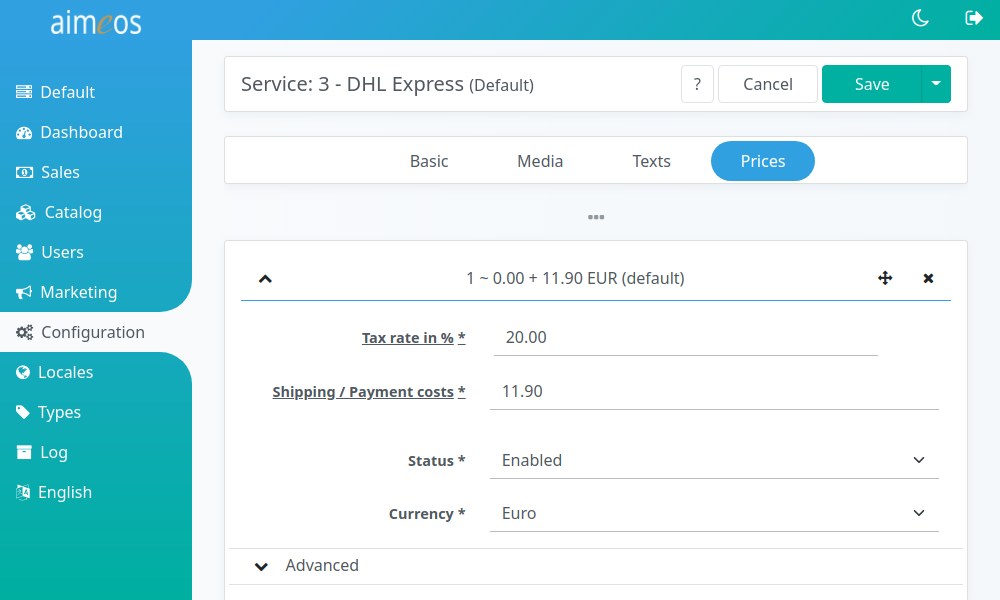 aimeos
Default
Dashboard
Sales
Catalog
Users
Marketing
Configuration
Locales
Types
Log
English
Service: 3 - DHL Express (Default)
?
Cancel
Save
Basic
Media
Texts
Prices
1 ~ 0.00 + 11.90 EUR (default)
Tax rate in % *
20.00
Shipping / Payment costs *
11.90
Status *
Enabled
Currency *
Euro
Advanced